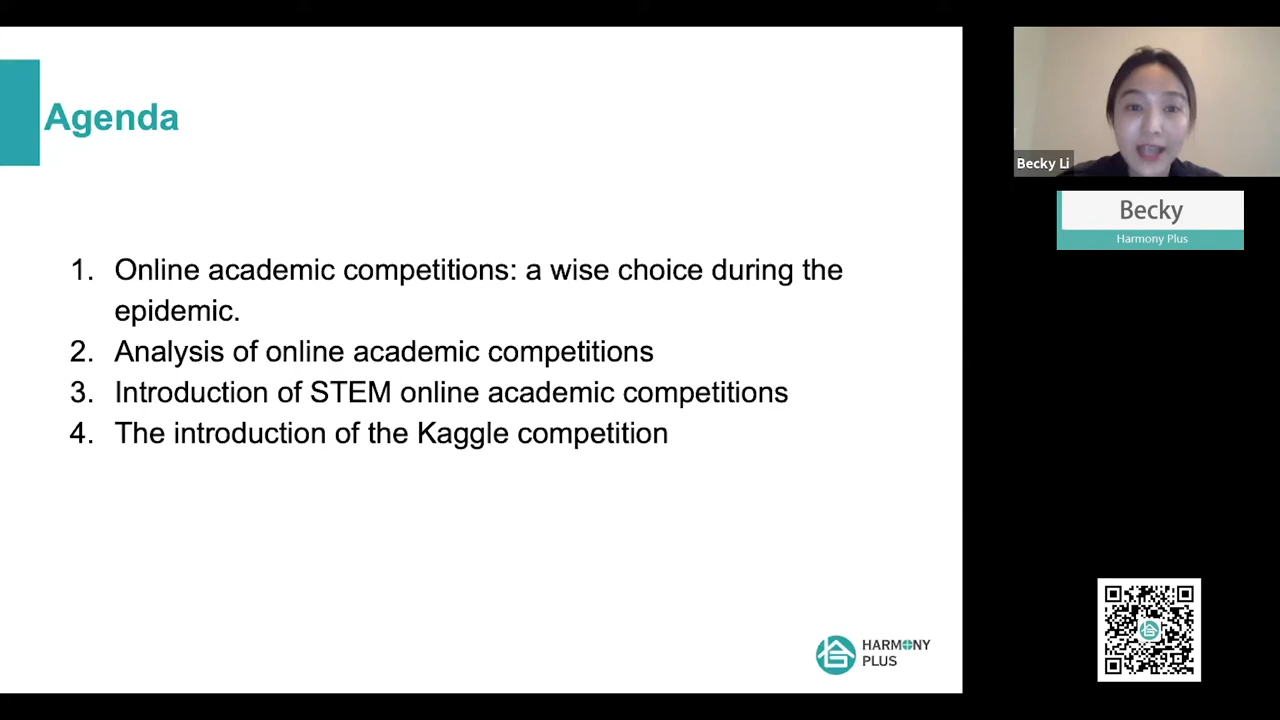 Agenda
1. Online academic competitions: a wise choice during the
epidemic.
2. Analysis of online academic competitions
3. Introduction of STEM online academic competitions
4. The introduction of the Kaggle competition
HARMONY
PLUS
Becky Li
Becky
Harmony Plus